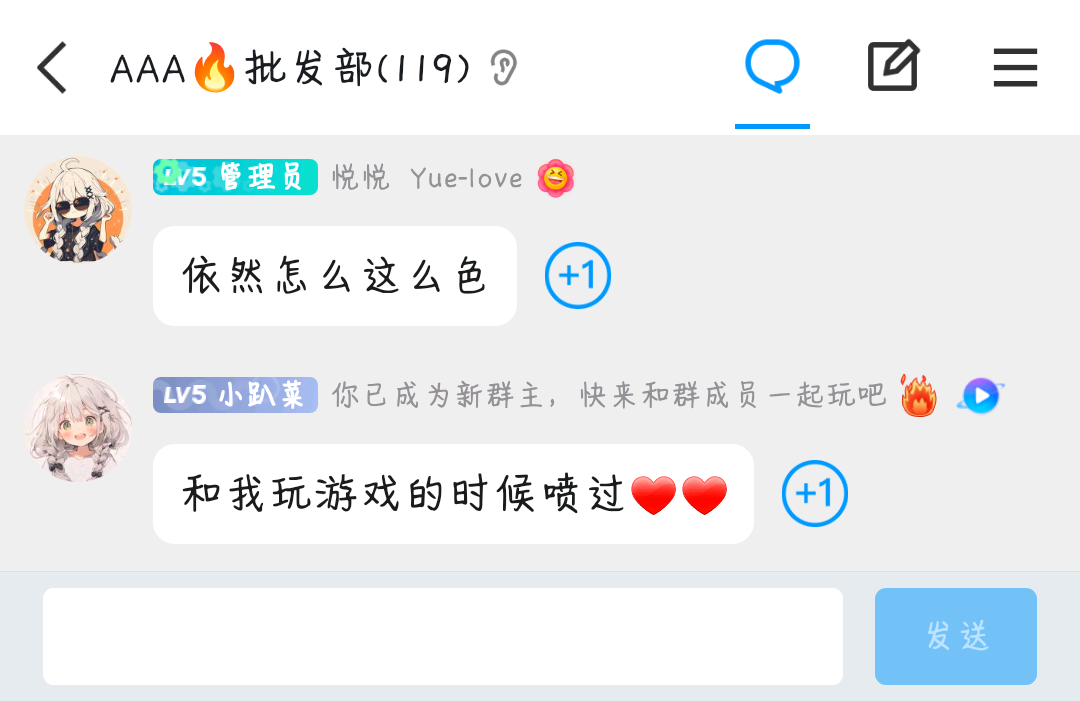 AAA🔥批发部(119)
LV5 管理员 悦悦 Yue-love
依然怎么这么色
+1
LV5 小趴菜 你已成为新群主，快来和群成员一起玩吧
和我玩游戏的时候喷过❤❤
+1
发送